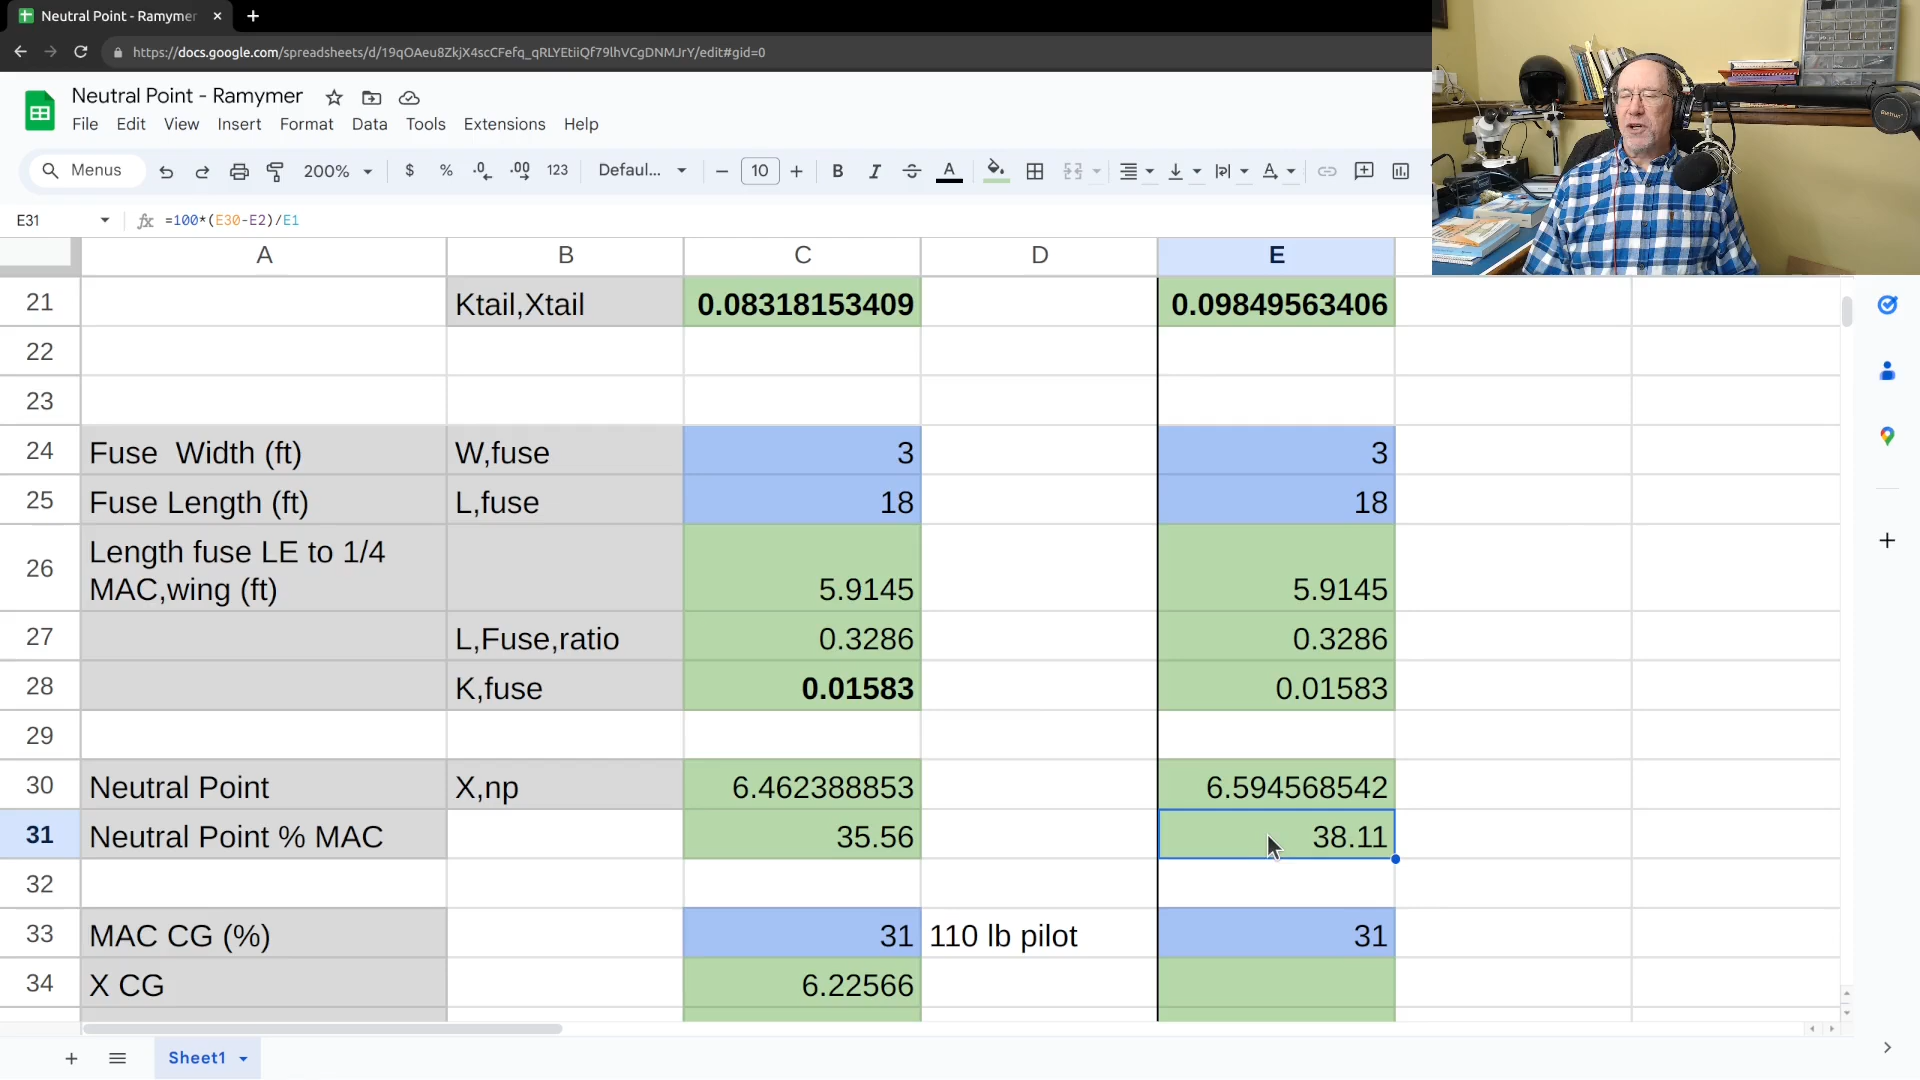 Neutral Point - Ramymer
https://docs.google.com/spreadsheets/d/19qOAeu8ZkjX4scCFefq_qRLYEtiiQf79lhVCgDNMJrY/edit#gid=0
Neutral Point - Ramymer
File Edit View Insert Format Data Tools Extensions Help
Menus 200% $ % .0 .00 123 Defaul... 10 B I A
E31 fx =100*(E30-E2)/E1
A B C D E
21 Ktail,Xtail 0.08318153409 0.09849563406
22
23
24 Fuse Width (ft) W,fuse 3 3
25 Fuse Length (ft) L,fuse 18 18
26 Length fuse LE to 1/4
MAC,wing (ft) 5.9145 5.9145
27 L,Fuse,ratio 0.3286 0.3286
28 K,fuse 0.01583 0.01583
29
30 Neutral Point X,np 6.462388853 6.594568542
31 Neutral Point % MAC 35.56 38.11
32
33 MAC CG (%) 31 110 lb pilot 31
34 X CG 6.22566
Sheet1